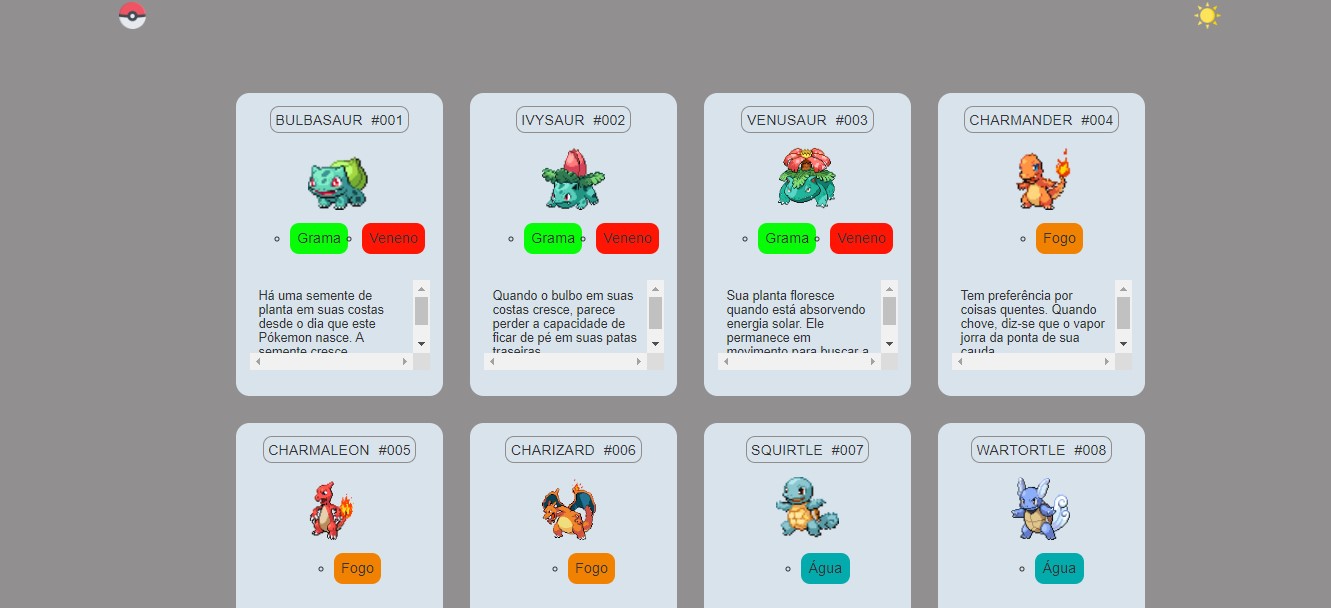 BULBASAUR #001
IVYSAUR #002
VENUSAUR #003
CHARMANDER #004
Grama Veneno
Grama Veneno
Grama Veneno
Fogo
Há uma semente de
planta em suas costas
desde o dia que este
Pókemon nasce. A
semente cresce
Quando o bulbo em suas
costas cresce, parece
perder a capacidade de
ficar de pé em suas patas
traseiras
Sua planta floresce
quando está absorvendo
energia solar. Ele
permanece em
movimento para buscar a
Tem preferência por
coisas quentes. Quando
chove, diz-se que o vapor
jorra da ponta de sua
cauda
CHARMALEON #005
CHARIZARD #006
SQUIRTLE #007
WARTORTLE #008
Fogo
Fogo
Água
Água